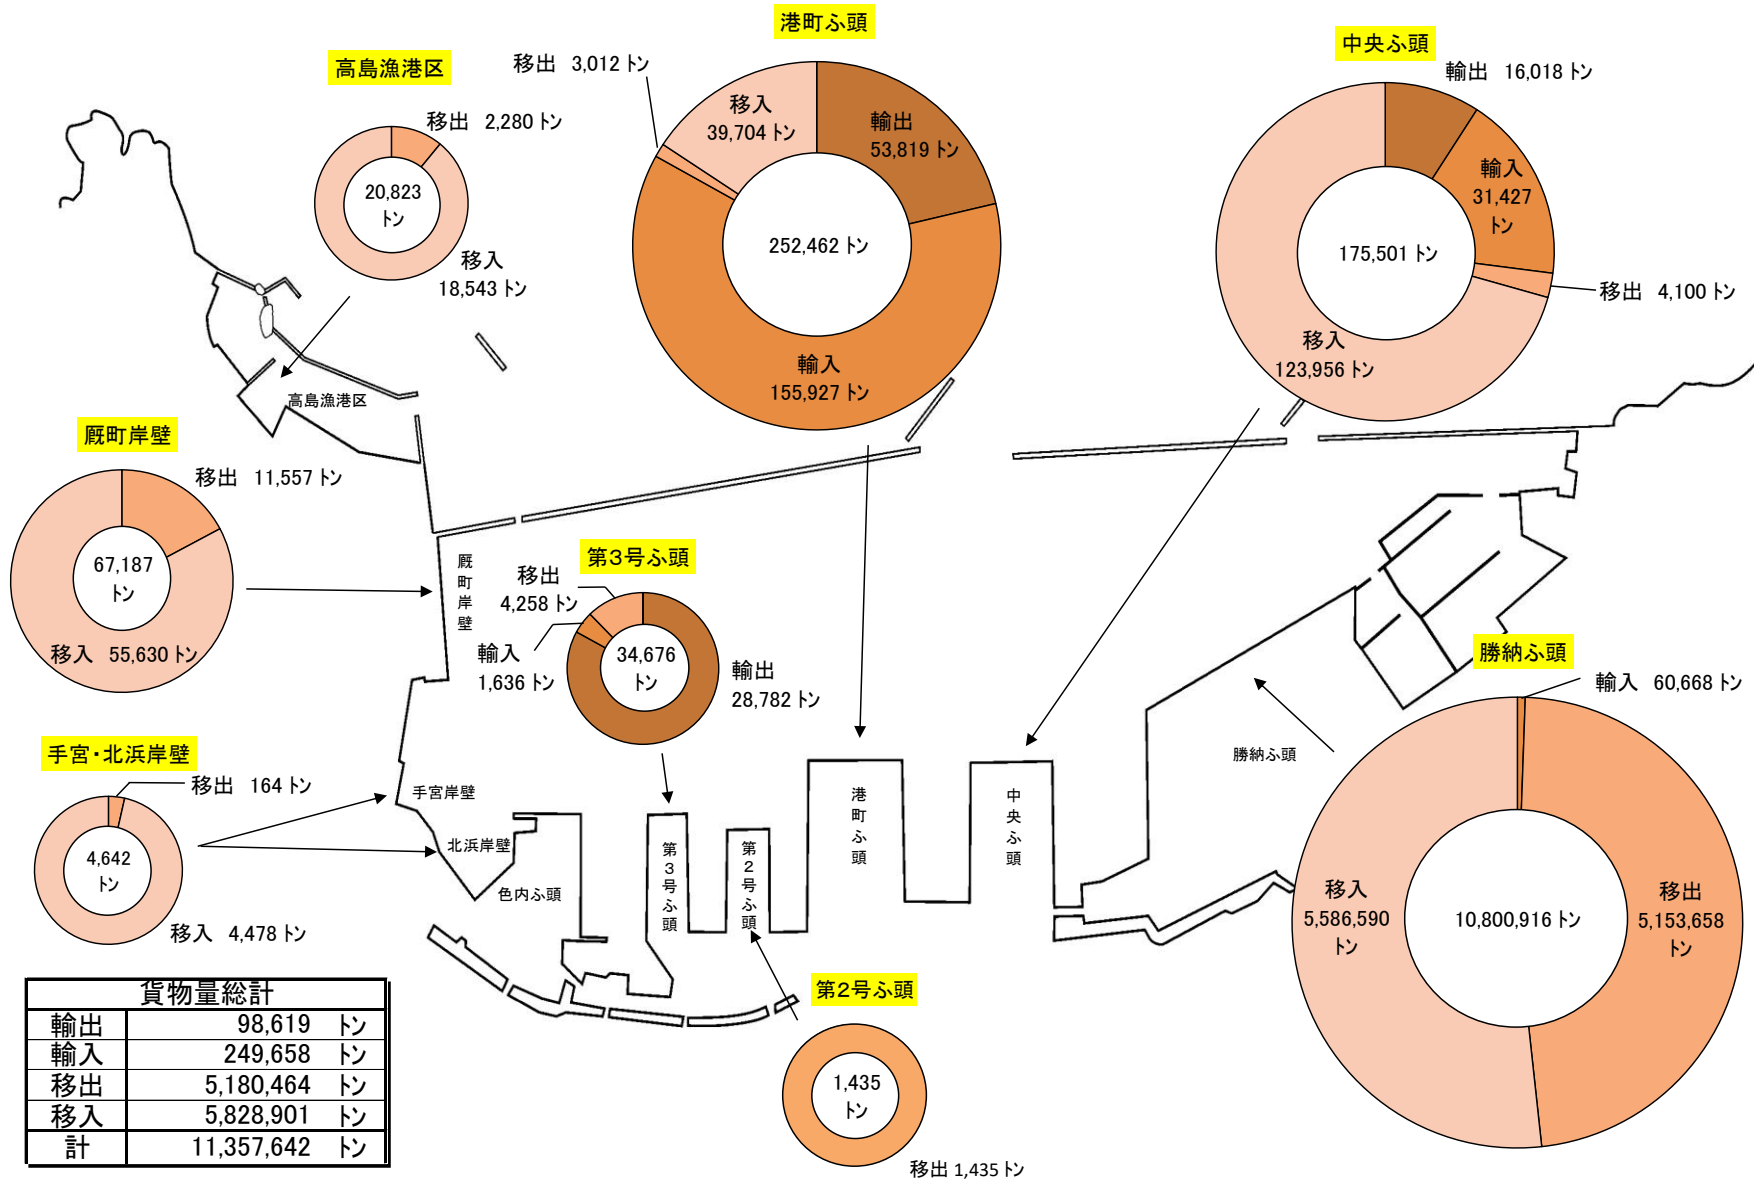 港町ふ頭
移出 3,012 トン
移入
39,704 トン
輸出
53,819 トン
252,462 トン
輸入
155,927 トン
中央ふ頭
輸出 16,018 トン
輸入
31,427
トン
175,501 トン
移出 4,100 トン
移入
123,956 トン
高島漁港区
移出 2,280 トン
20,823
トン
移入
18,543 トン
高島漁港区
厩町岸壁
移出 11,557 トン
67,187
トン
移入 55,630 トン
厩町岸壁
第3号ふ頭
移出
4,258 トン
輸入
1,636 トン
34,676
トン
輸出
28,782 トン
勝納ふ頭
輸入 60,668 トン
移入
5,586,590
トン
10,800,916 トン
移出
5,153,658
トン
勝納ふ頭
手宮・北浜岸壁
移出 164 トン
4,642
トン
移入 4,478 トン
手宮岸壁
北浜岸壁
色内ふ頭
第3号ふ頭
第2号ふ頭
港町ふ頭
中央ふ頭
第2号ふ頭
1,435
トン
移出 1,435 トン
貨物量総計
輸出 98,619 トン
輸入 249,658 トン
移出 5,180,464 トン
移入 5,828,901 トン
計 11,357,642 トン